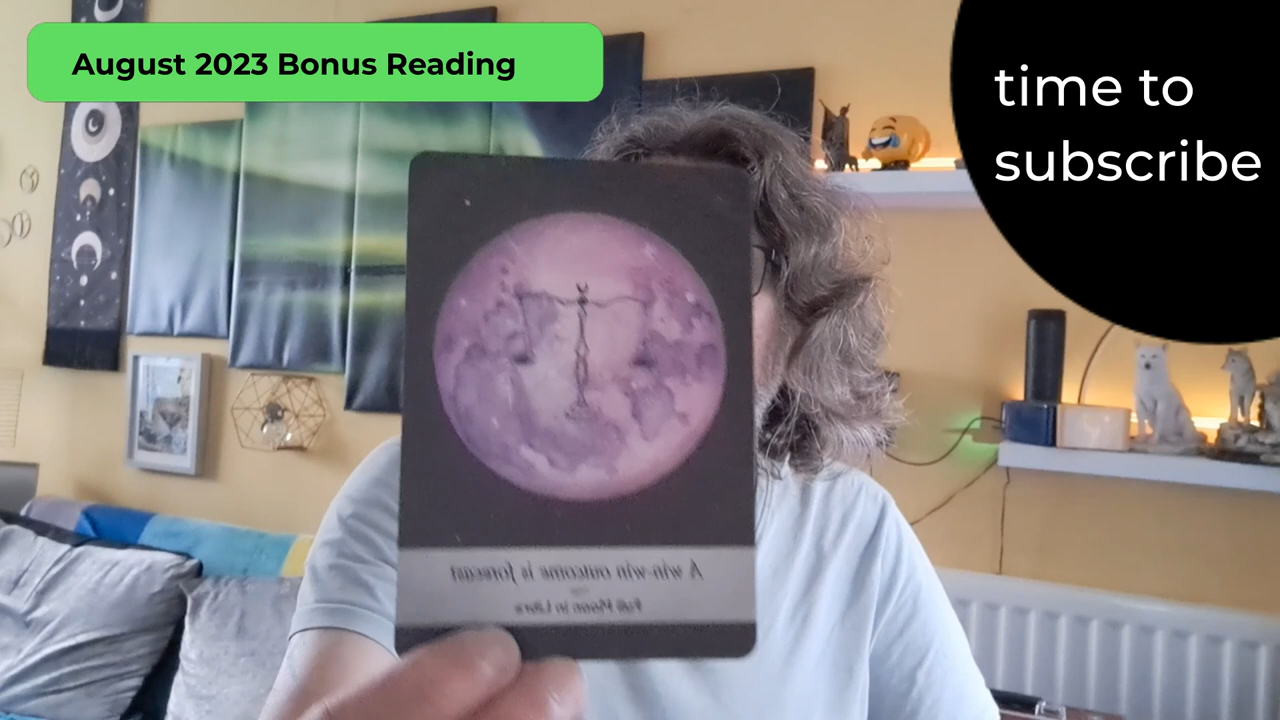 August 2023 Bonus Reading
time to
subscribe
A win-win outcome is forecast
Full Moon in Libra